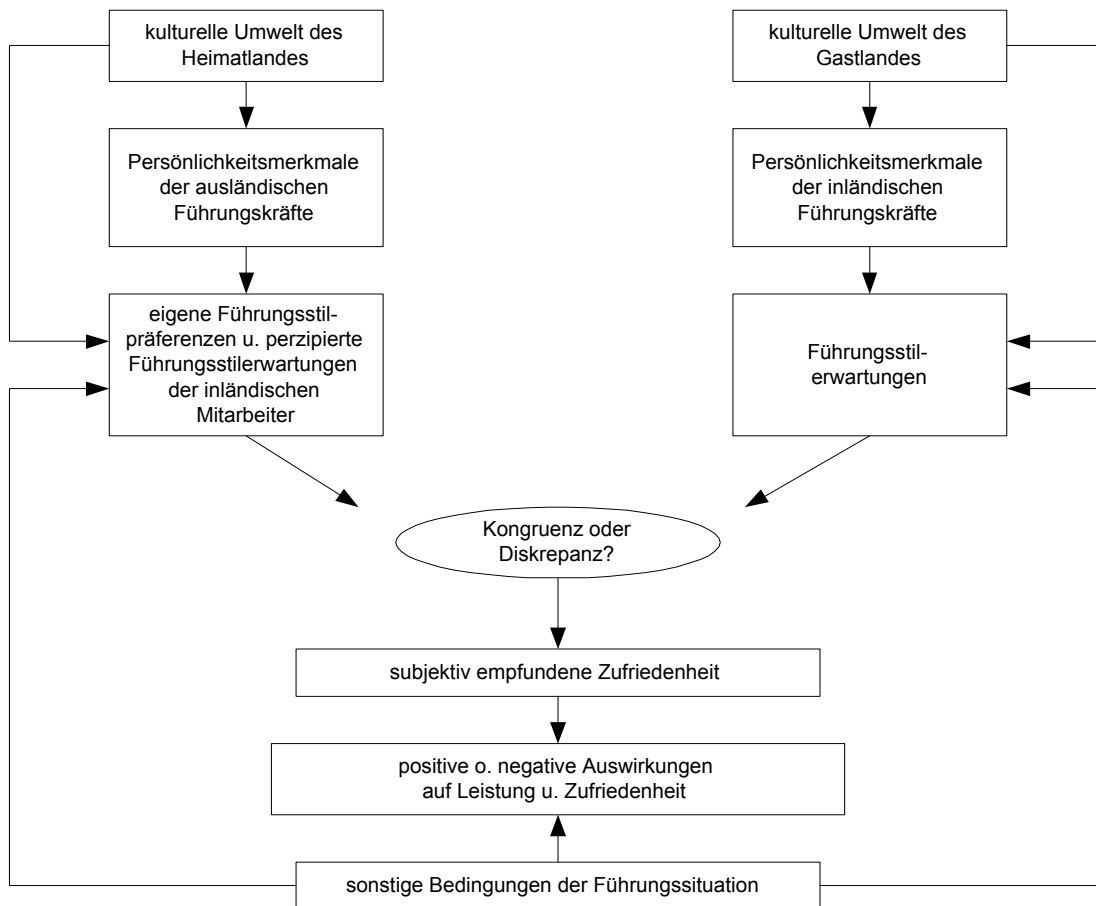 kulturelle Umwelt des
Heimatlandes
kulturelle Umwelt des
Gastlandes
Persönlichkeitsmerkmale
der ausländischen
Führungskräfte
Persönlichkeitsmerkmale
der inländischen
Führungskräfte
eigene Führungsstil-
präferenzen u. perzipierte
Führungsstilerwartungen
der inländischen
Mitarbeiter
Führungsstil-
erwartungen
Kongruenz oder
Diskrepanz?
subjektiv empfundene Zufriedenheit
positive o. negative Auswirkungen
auf Leistung u. Zufriedenheit
sonstige Bedingungen der Führungssituation